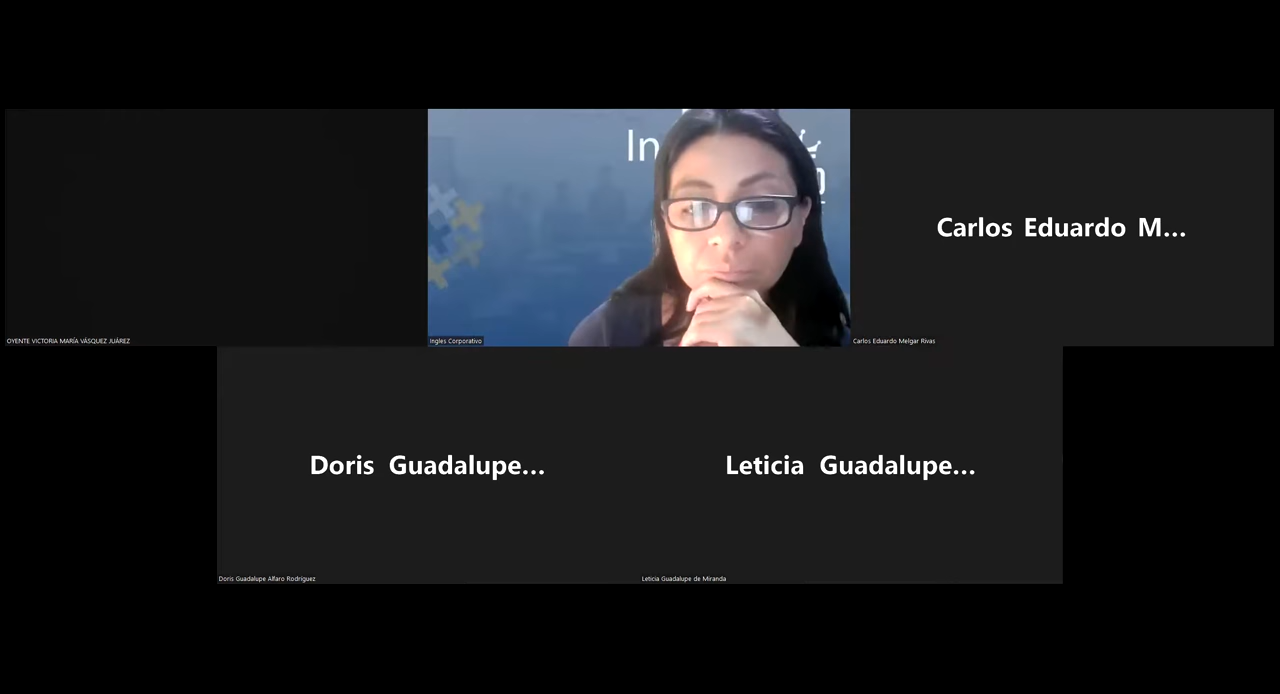 In
Carlos Eduardo M...
OYENTE VICTORIA MARÍA VÁSQUEZ JUÁREZ
Ingles Corporativo
Carlos Eduardo Melgar Rivas
Doris Guadalupe...
Leticia Guadalupe...
Doris Guadalupe Alfaro Rodríguez
Leticia Guadalupe de Miranda